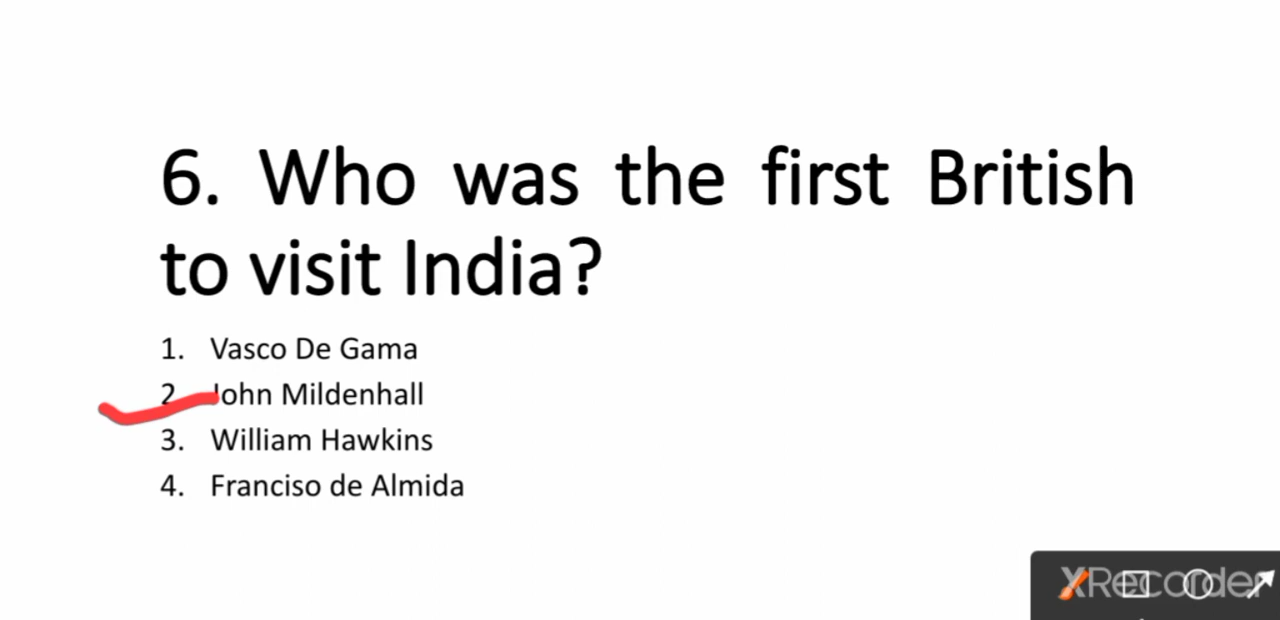 6. Who was the first British
to visit India?
1. Vasco De Gama
2. John Mildenhall
3. William Hawkins
4. Franciso de Almida
XRecorder